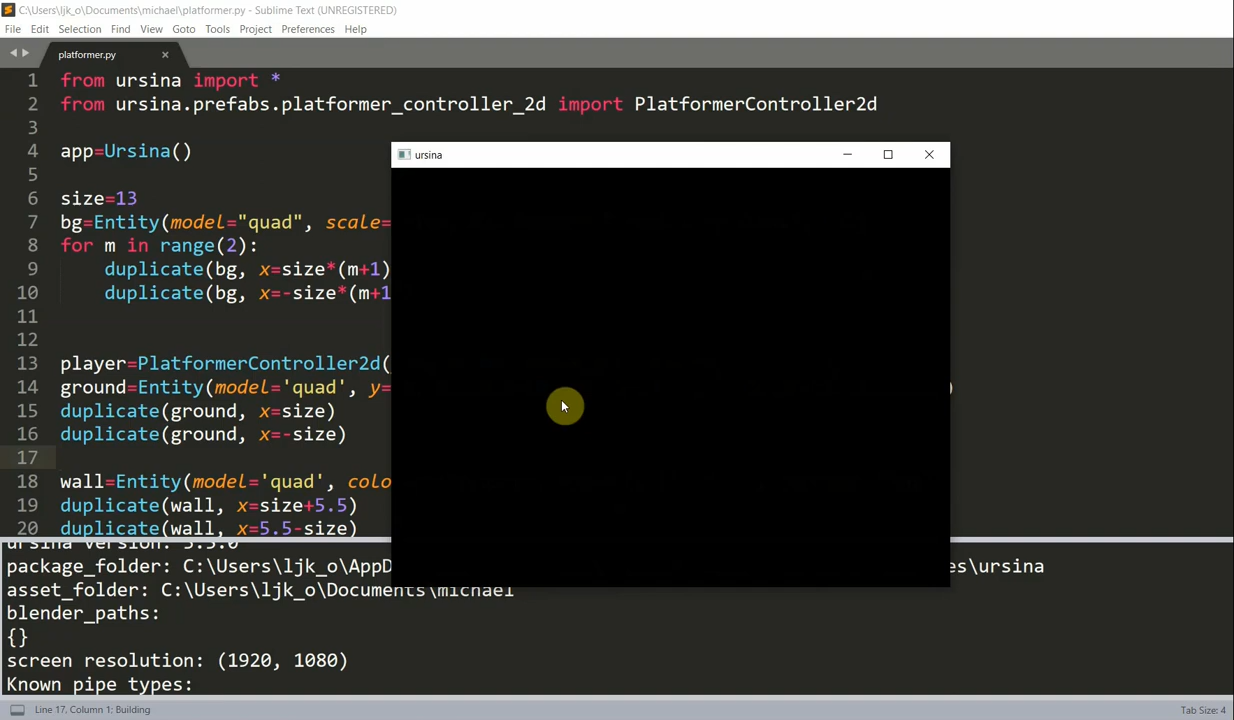 C:\Users\ljk_o\Documents\michael\platformer.py - Sublime Text (UNREGISTERED)
File Edit Selection Find View Goto Tools Project Preferences Help
platformer.py
1 from ursina import *
2 from ursina.prefabs.platformer_controller_2d import PlatformerController2d
3
4 app=Ursina()
5
6 size=13
7 bg=Entity(model="quad", scale=
8 for m in range(2):
9 duplicate(bg, x=size*(m+1)
10 duplicate(bg, x=-size*(m+1
11
12
13 player=PlatformerController2d(
14 ground=Entity(model='quad', y= )
15 duplicate(ground, x=size)
16 duplicate(ground, x=-size)
17
18 wall=Entity(model='quad', colo
19 duplicate(wall, x=size+5.5)
20 duplicate(wall, x=5.5-size)
ursina
ursina version: 5.5.0
package_folder: C:\Users\ljk_o\AppD es\ursina
asset_folder: C:\Users\ljk_o\Documents\michael
blender_paths:
{}
screen resolution: (1920, 1080)
Known pipe types:
Line 17, Column 1; Building
Tab Size: 4